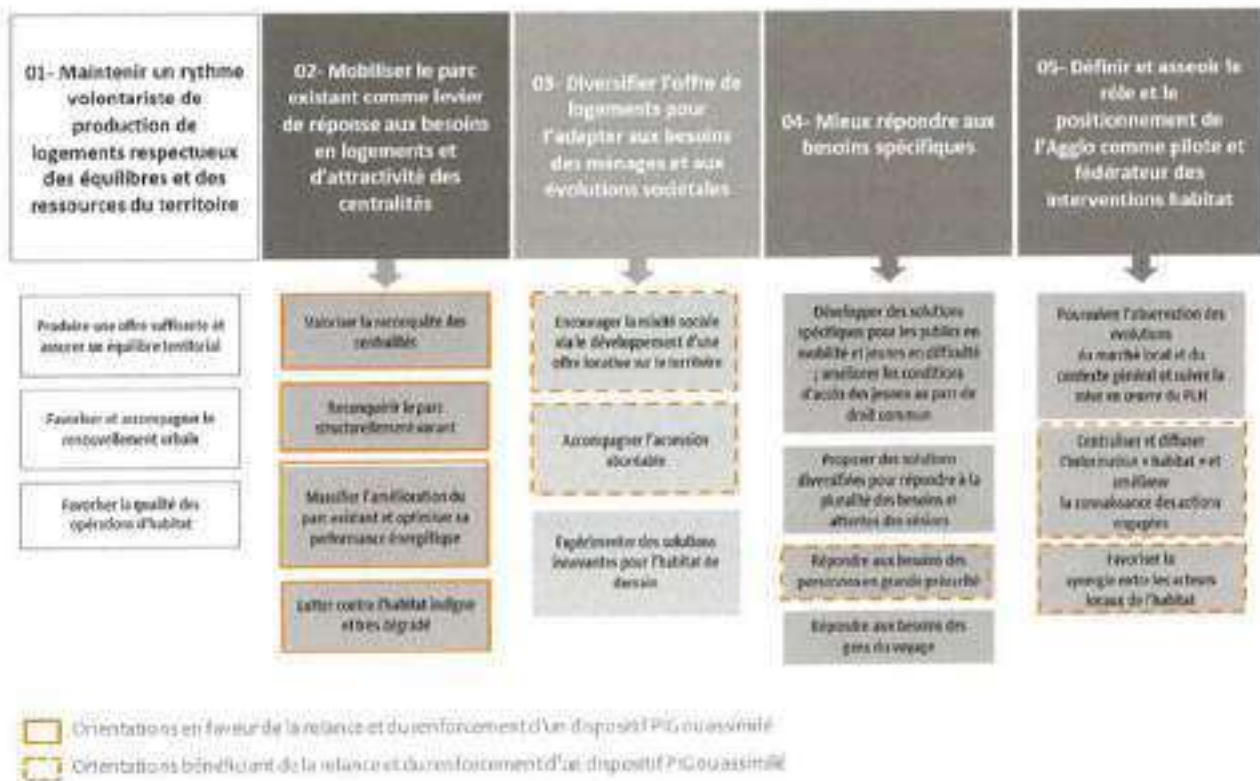 01- Maintenir un rythme
volontariste de
production de
logements respectueux
des équilibres et des
ressources du territoire
02- Mobiliser le parc
existant comme levier
de réponse aux besoins
en logements et
d'attractivité des
centralités
03- Diversifier l'offre de
logements pour
l'adapter aux besoins
des ménages et aux
évolutions sociétales
04- Mieux répondre aux
besoins spécifiques
05- Définir et asseoir le
rôle et le
positionnement de
l'Agglo comme pilote et
fédérateur des
interventions habitat
Produire une offre suffisante et
assurer un équilibre territorial
Favoriser et accompagner le
renouvellement urbain
Favoriser la qualité des
opérations d'habitat
Valoriser la reconquête des
centralités
Reconquérir le parc
structurellement vacant
Massifier l'amélioration du
parc existant et optimiser sa
performance énergétique
Lutter contre l'habitat indigne
et très dégradé
Encourager la mixité sociale
via le développement d'une
offre locative sur le territoire
Accompagner l'accession
abordable
Expérimenter des solutions
innovantes pour l'habitat de
demain
Développer des solutions
spécifiques pour les publics en
mobilité et jeunes en difficulté
; améliorer les conditions
d'accès des jeunes au parc de
droit commun
Proposer des solutions
diversifiées pour répondre à la
pluralité des besoins et
attentes des séniors
Répondre aux besoins des
personnes en grande précarité
Répondre aux besoins des
gens du voyage
Poursuivre l'observation des
évolutions
du marché local et du
contexte général et suivre la
mise en œuvre du PLH
Centraliser et diffuser
l'information « habitat » et
améliorer
la connaissance des actions
engagées
Favoriser la
synergie entre les acteurs
locaux de l'habitat
Orientations en faveur de la relance et du renforcement d'un dispositif PIG ou assimilé
Orientations bénéficiant de la relance et du renforcement d'un dispositif PIG ou assimilé